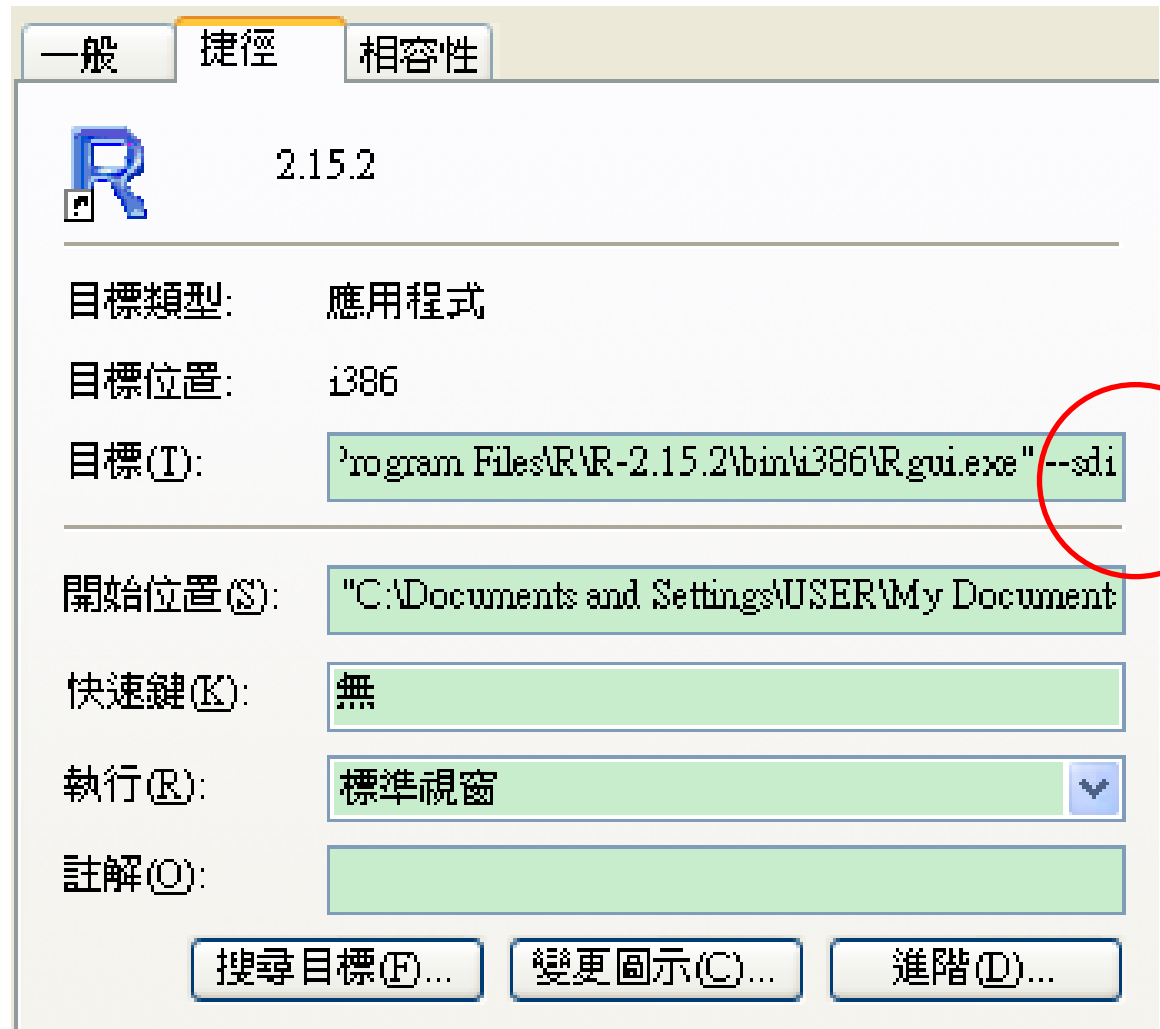 一般 捷徑 相容性
2.15.2
目標類型: 應用程式
目標位置: i386
目標(T): Program Files\R\R-2.15.2\bin\i386\Rgui.exe" --sdi
開始位置(S): "C:\Documents and Settings\USER\My Document
快速鍵(K): 無
執行(R): 標準視窗
註解(O):
搜尋目標(F)... 變更圖示(C)... 進階(D)...